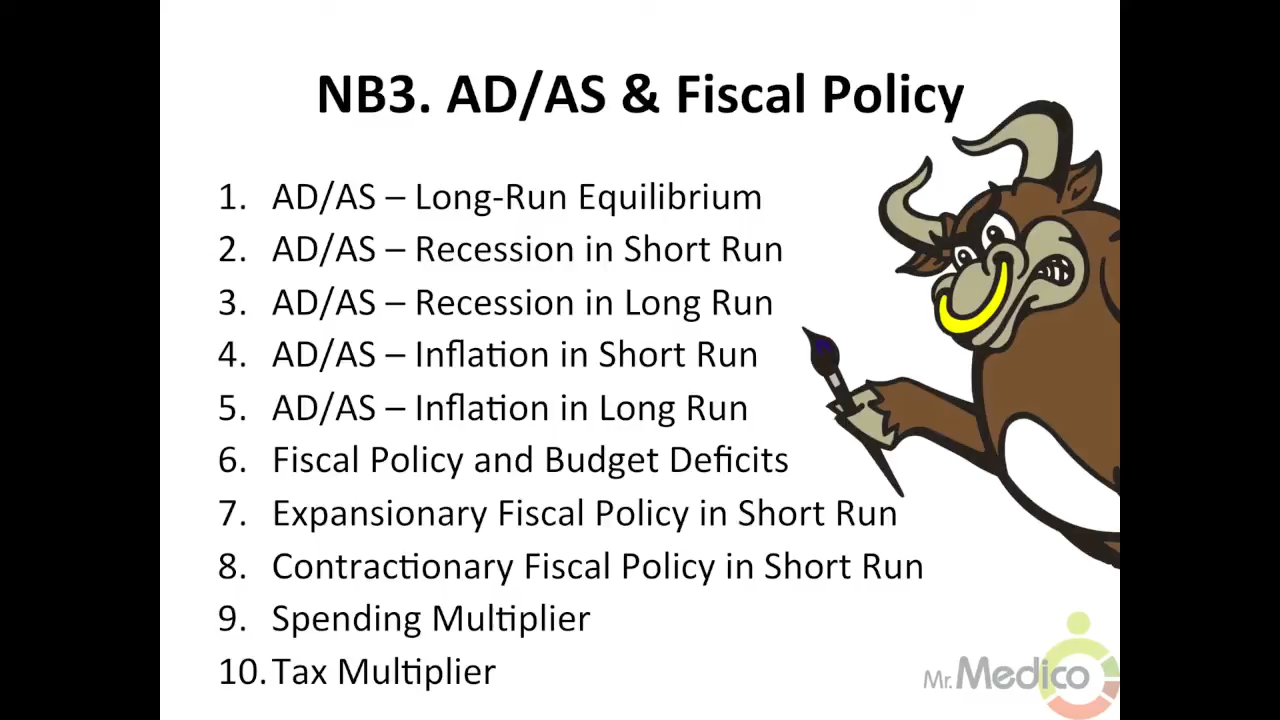 NB3. AD/AS & Fiscal Policy
1. AD/AS – Long-Run Equilibrium
2. AD/AS – Recession in Short Run
3. AD/AS – Recession in Long Run
4. AD/AS – Inflation in Short Run
5. AD/AS – Inflation in Long Run
6. Fiscal Policy and Budget Deficits
7. Expansionary Fiscal Policy in Short Run
8. Contractionary Fiscal Policy in Short Run
9. Spending Multiplier
10. Tax Multiplier
Mr. Medico